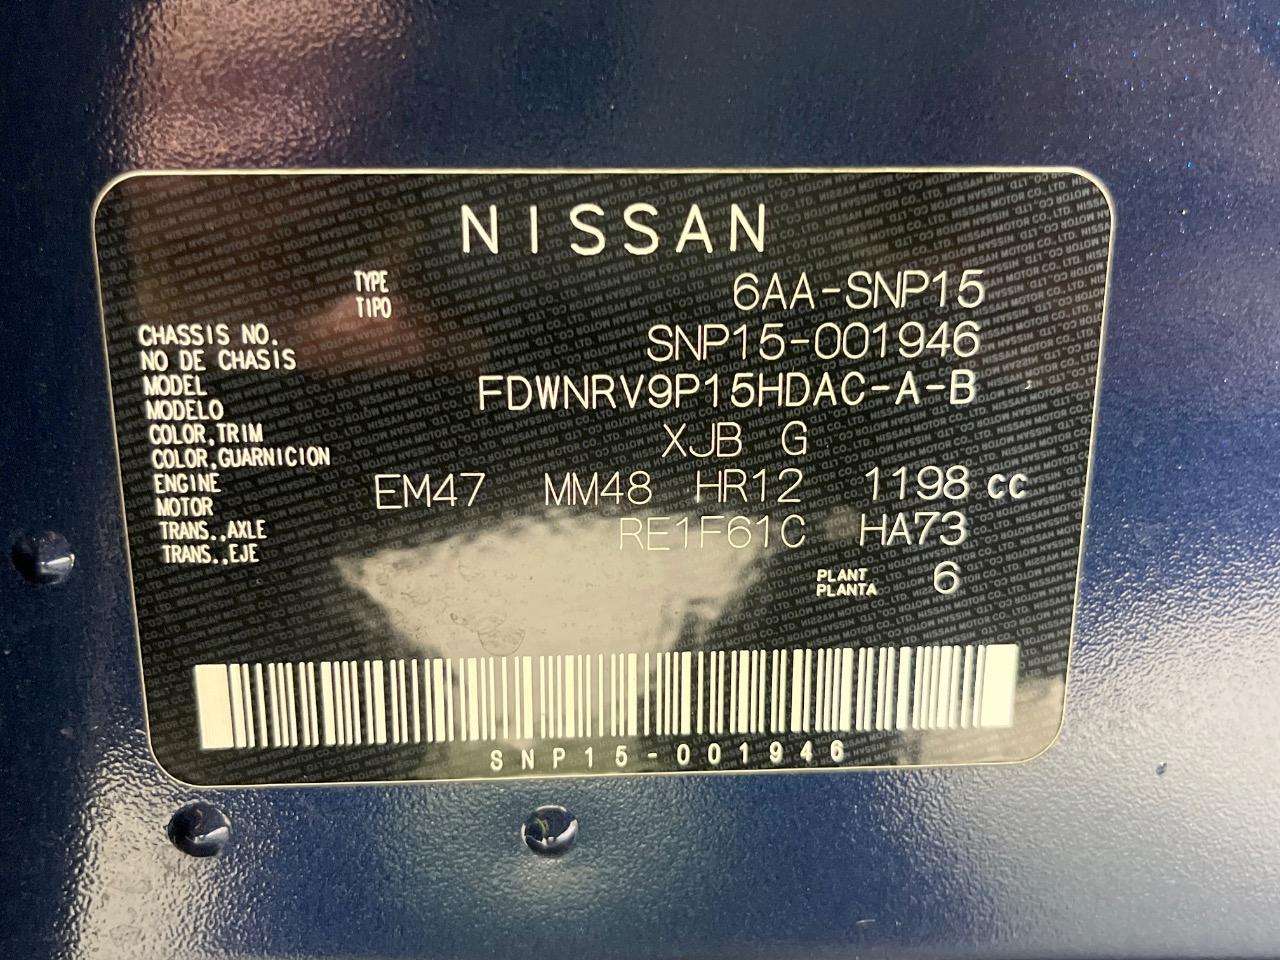 NISSAN
TYPE
TIPO 6AA-SNP15
CHASSIS NO.
NO DE CHASIS SNP15-001946
MODEL
MODELO FDWNRV9P15HDAC-A-B
COLOR,TRIM
COLOR,GUARNICION XJB G
ENGINE
MOTOR EM47 MM48 HR12 1198 CC
TRANS.,AXLE
TRANS.,EJE RE1F61C HA73
PLANT
PLANTA 6
SNP15-001946